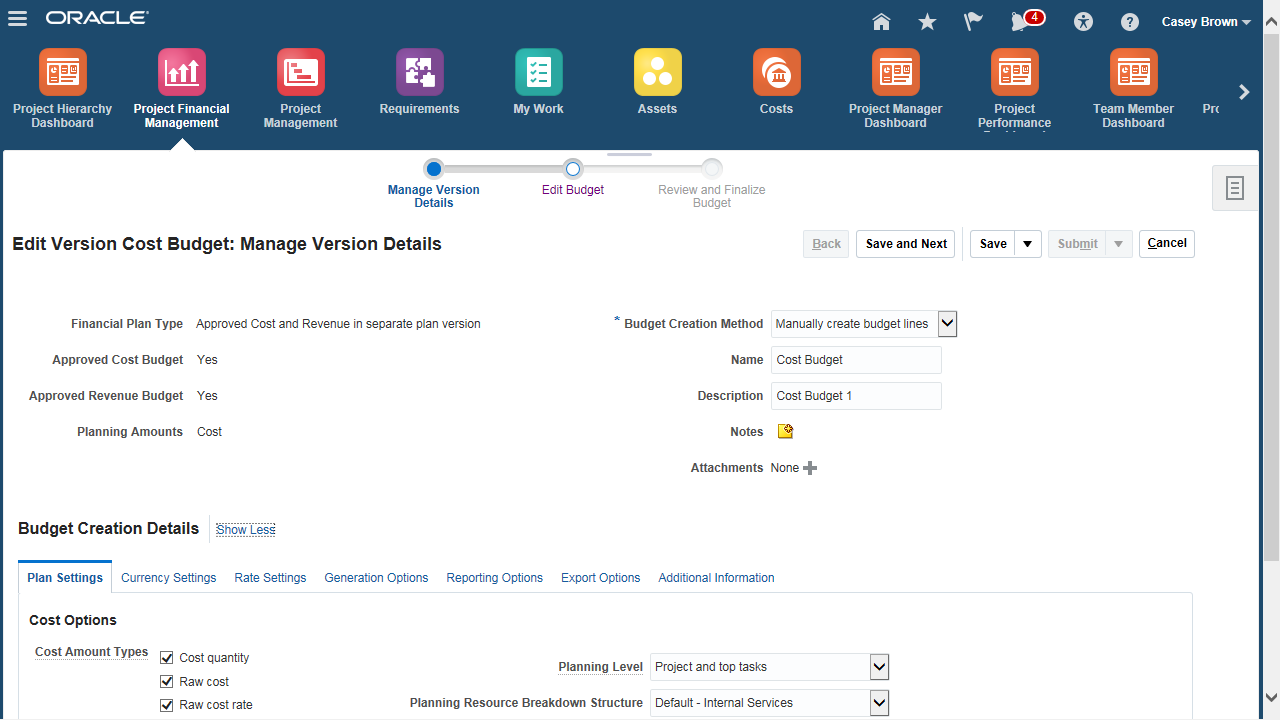 ORACLE
4
Casey Brown
Project Hierarchy
Dashboard
Project Financial
Management
Project
Management
Requirements
My Work
Assets
Costs
Project Manager
Dashboard
Project
Performance
Team Member
Dashboard
Manage Version
Details
Edit Budget
Review and Finalize
Budget
Edit Version Cost Budget: Manage Version Details
Back
Save and Next
Save
Submit
Cancel
Financial Plan Type Approved Cost and Revenue in separate plan version
* Budget Creation Method Manually create budget lines
Approved Cost Budget Yes
Name Cost Budget
Approved Revenue Budget Yes
Description Cost Budget 1
Planning Amounts Cost
Notes
Attachments None
Budget Creation Details Show Less
Plan Settings Currency Settings Rate Settings Generation Options Reporting Options Export Options Additional Information
Cost Options
Cost Amount Types
Cost quantity
Raw cost
Raw cost rate
Planning Level Project and top tasks
Planning Resource Breakdown Structure Default - Internal Services